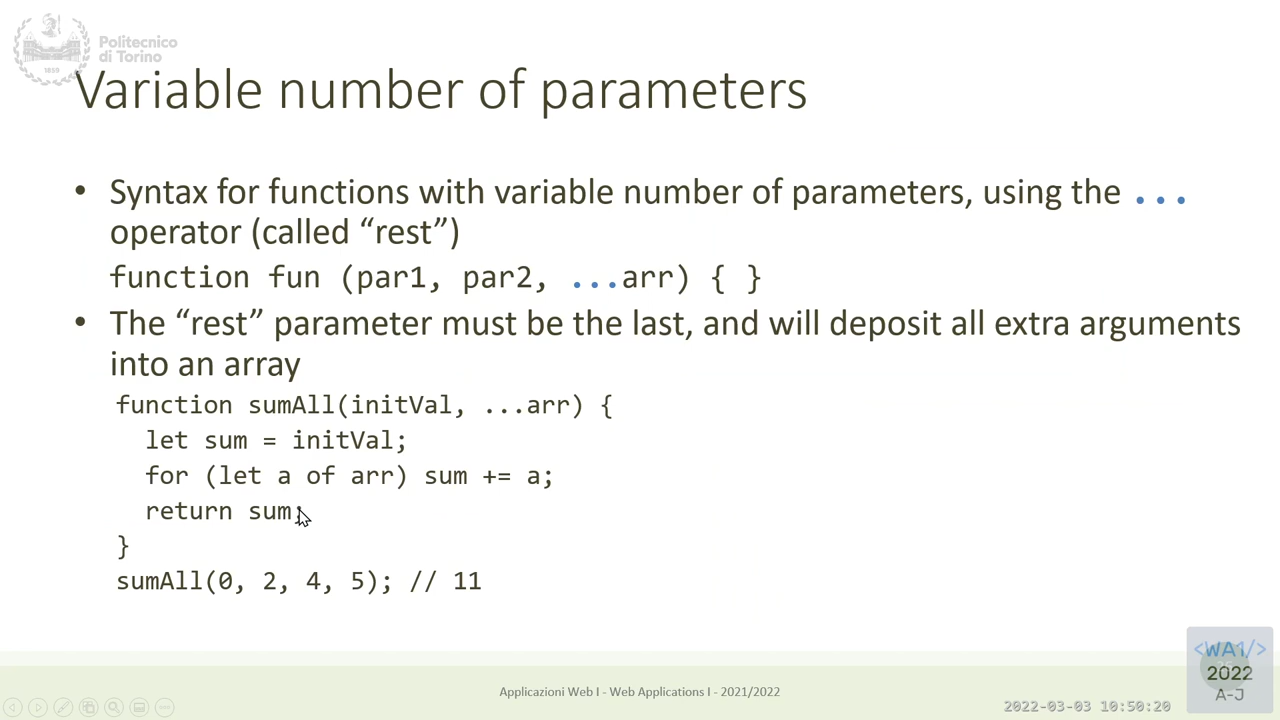 Politecnico
di Torino
1859
Variable number of parameters
• Syntax for functions with variable number of parameters, using the ...
operator (called “rest”)
function fun (par1, par2, ...arr) { }
• The “rest” parameter must be the last, and will deposit all extra arguments
into an array
function sumAll(initVal, ...arr) {
let sum = initVal;
for (let a of arr) sum += a;
return sum;
}
sumAll(0, 2, 4, 5); // 11
<WA1/>
2022
A-J
Applicazioni Web I - Web Applications I - 2021/2022
2022-03-03 10:50:20